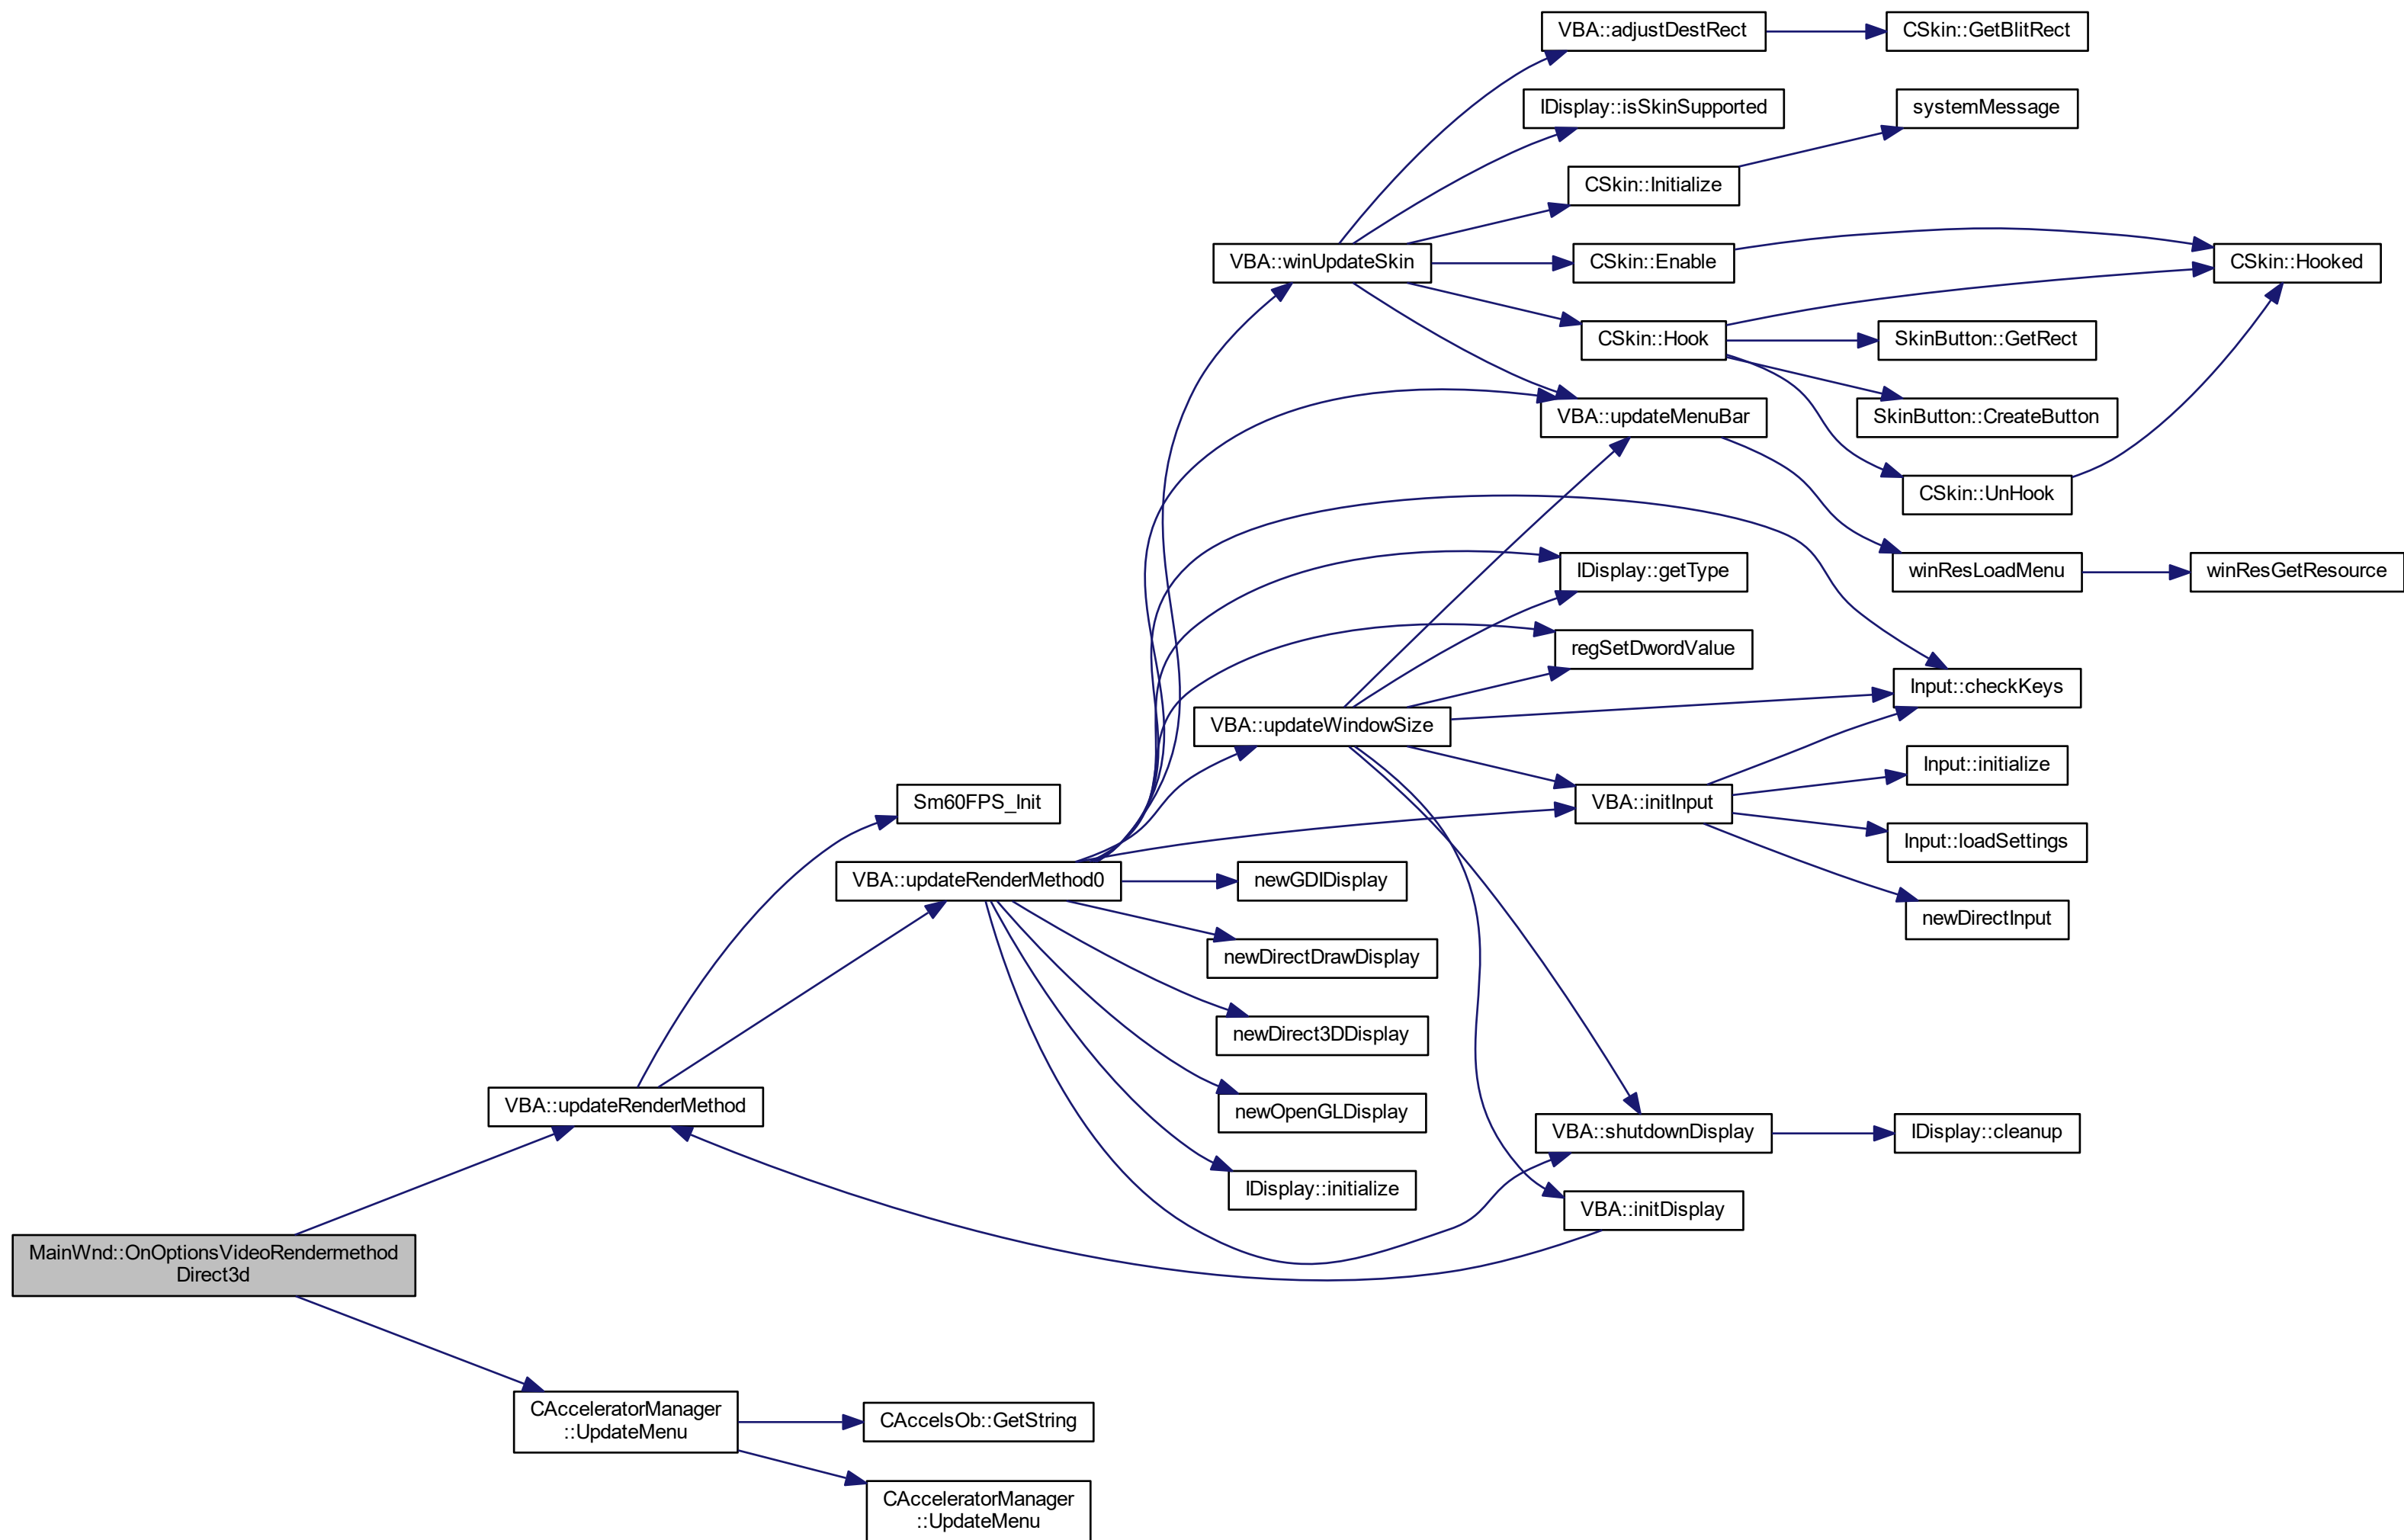 VBA::adjustDestRect
CSkin::GetBlitRect
IDisplay::isSkinSupported
systemMessage
CSkin::Initialize
VBA::winUpdateSkin
CSkin::Enable
CSkin::Hooked
CSkin::Hook
SkinButton::GetRect
VBA::updateMenuBar
SkinButton::CreateButton
CSkin::UnHook
IDisplay::getType
winResLoadMenu
winResGetResource
regSetDwordValue
Input::checkKeys
VBA::updateWindowSize
Input::initialize
Sm60FPS_Init
VBA::initInput
Input::loadSettings
VBA::updateRenderMethod0
newGDIDisplay
newDirectInput
newDirectDrawDisplay
newDirect3DDisplay
VBA::updateRenderMethod
newOpenGLDisplay
VBA::shutdownDisplay
IDisplay::cleanup
IDisplay::initialize
VBA::initDisplay
MainWnd::OnOptionsVideoRendermethod
Direct3d
CAcceleratorManager
::UpdateMenu
CAccelsOb::GetString
CAcceleratorManager
::UpdateMenu